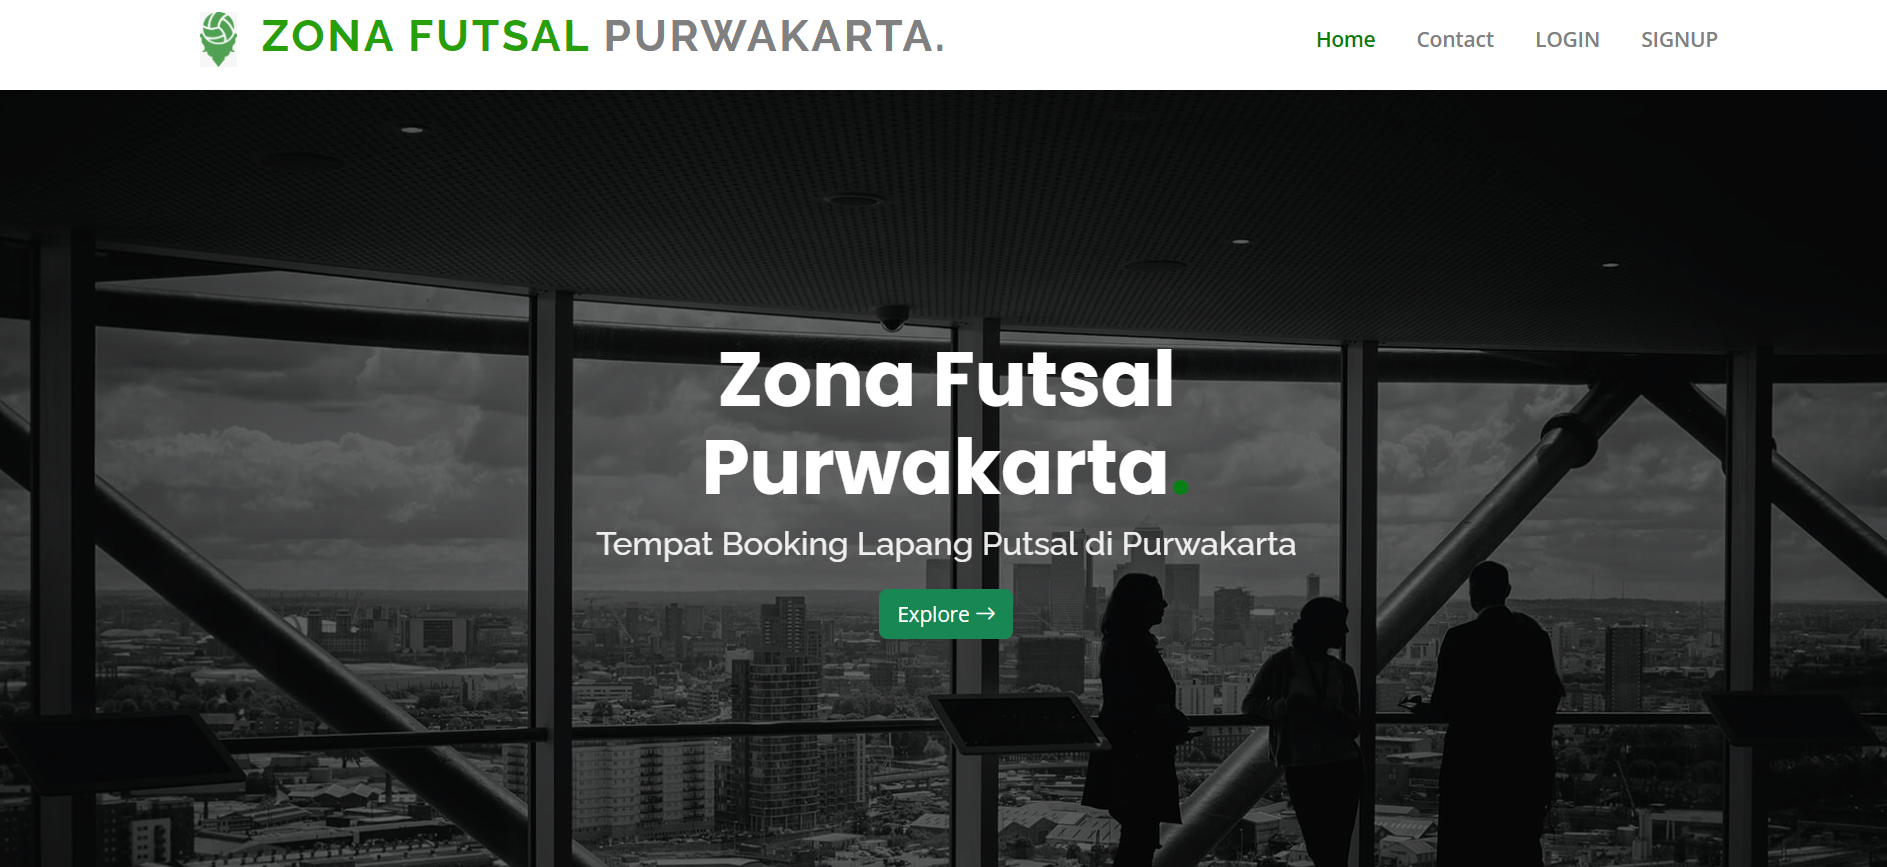 ZONA FUTSAL PURWAKARTA.
Home Contact LOGIN SIGNUP
Zona Futsal
Purwakarta.
Tempat Booking Lapang Putsal di Purwakarta
Explore →